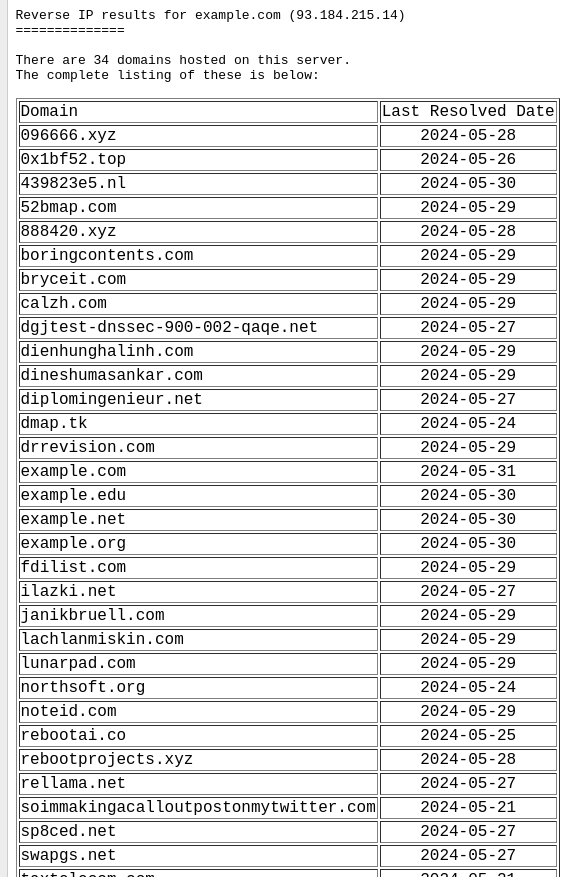 Reverse IP results for example.com (93.184.215.14)
==============
There are 34 domains hosted on this server.
The complete listing of these is below:
Domain Last Resolved Date
096666.xyz 2024-05-28
0x1bf52.top 2024-05-26
439823e5.nl 2024-05-30
52bmap.com 2024-05-29
888420.xyz 2024-05-28
boringcontents.com 2024-05-29
bryceit.com 2024-05-29
calzh.com 2024-05-29
dgjtest-dnssec-900-002-qaqe.net 2024-05-27
dienhunghalinh.com 2024-05-29
dineshumasankar.com 2024-05-29
diplomingenieur.net 2024-05-27
dmap.tk 2024-05-24
drrevision.com 2024-05-29
example.com 2024-05-31
example.edu 2024-05-30
example.net 2024-05-30
example.org 2024-05-30
fdilist.com 2024-05-29
ilazki.net 2024-05-27
janikbruell.com 2024-05-29
lachlanmiskin.com 2024-05-29
lunarpad.com 2024-05-29
northsoft.org 2024-05-24
noteid.com 2024-05-29
rebootai.co 2024-05-25
rebootprojects.xyz 2024-05-28
rellama.net 2024-05-27
soimmakingacalloutpostonmytwitter.com 2024-05-21
sp8ced.net 2024-05-27
swapgs.net 2024-05-27